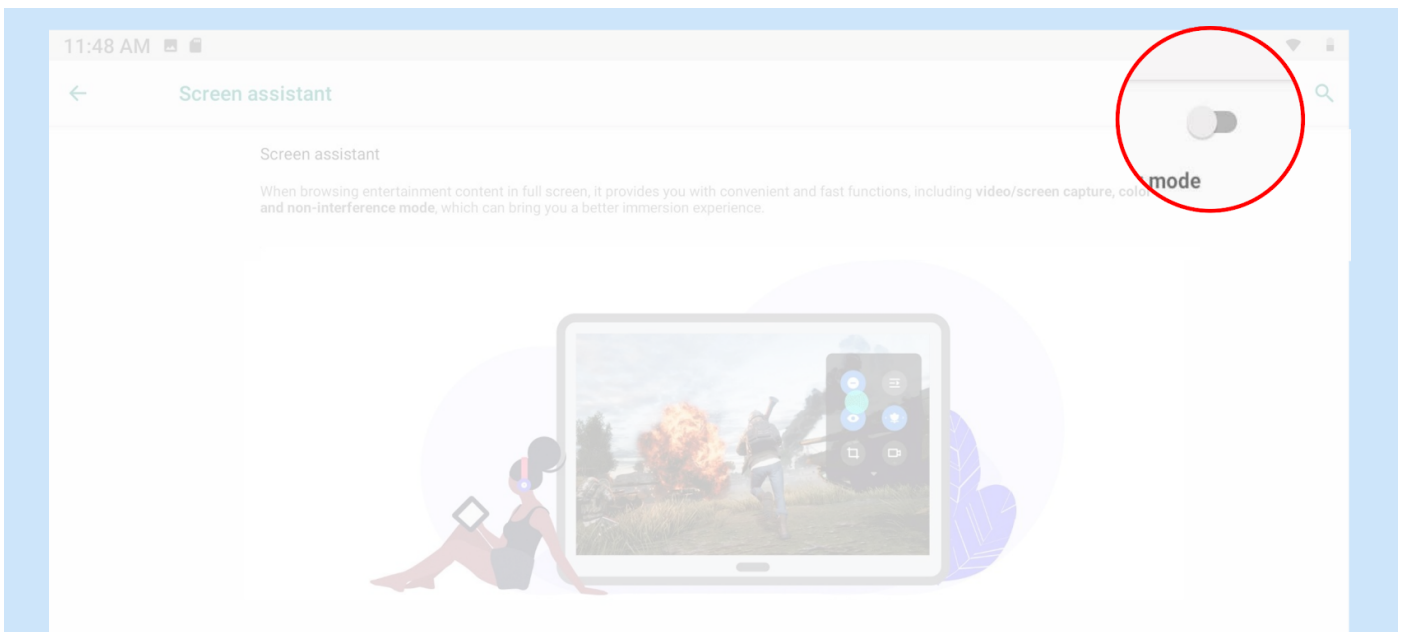 11:48 AM
Screen assistant
Screen assistant
When browsing entertainment content in full screen, it provides you with convenient and fast functions, including video/screen capture, color
mode
and non-interference mode, which can bring you a better immersion experience.